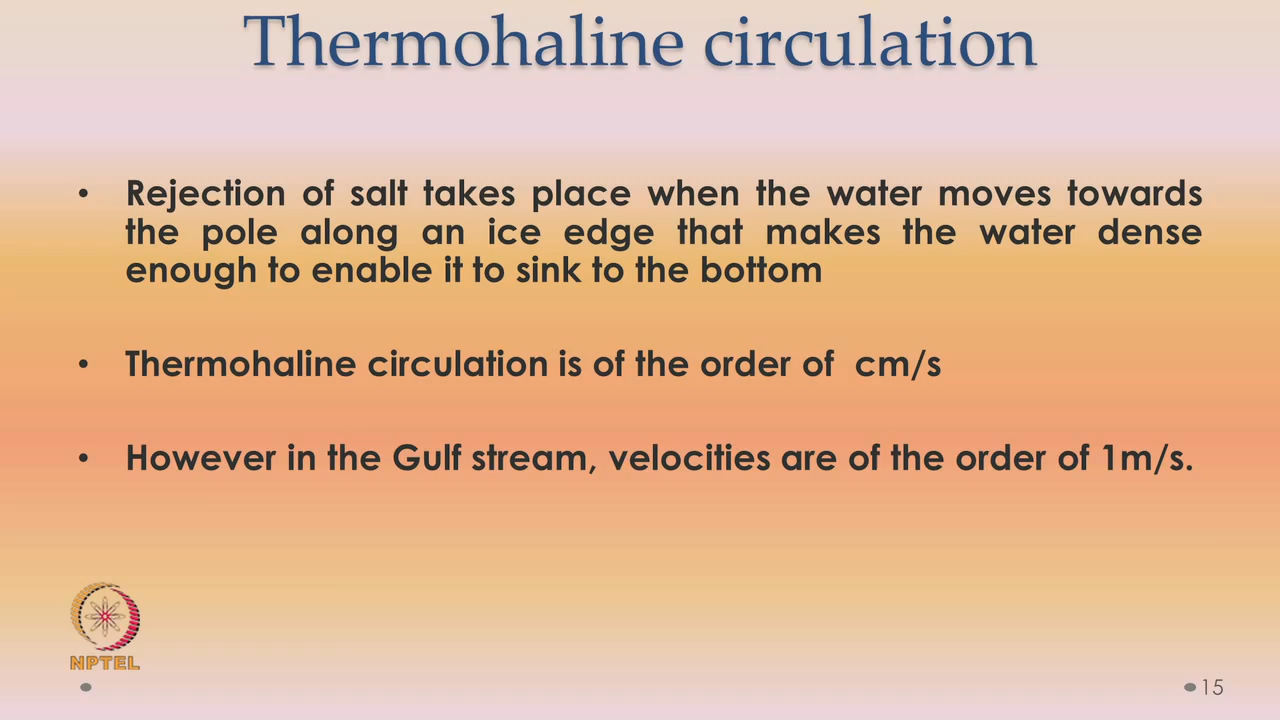 Thermohaline circulation
• Rejection of salt takes place when the water moves towards
the pole along an ice edge that makes the water dense
enough to enable it to sink to the bottom
• Thermohaline circulation is of the order of cm/s
• However in the Gulf stream, velocities are of the order of 1m/s.
NPTEL
15